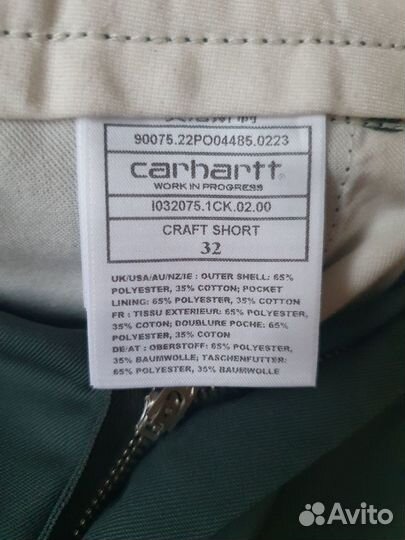 90075.22PO04485.0223
carhartt
WORK IN PROGRESS
I032075.1CK.02.00
CRAFT SHORT
32
UK/USA/AU/NZ/IE : OUTER SHELL: 65%
POLYESTER, 35% COTTON; POCKET
LINING: 65% POLYESTER, 35% COTTON
FR : TISSU EXTERIEUR: 65% POLYESTER,
35% COTON; DOUBLURE POCHE: 65%
POLYESTER, 35% COTON
DE/AT : OBERSTOFF: 65% POLYESTER,
35% BAUMWOLLE; TASCHENFUTTER:
65% POLYESTER, 35% BAUMWOLLE
Avito